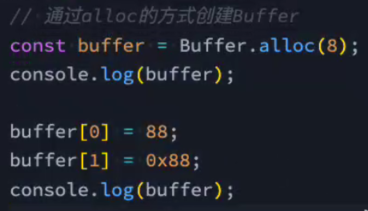 // 通过alloc的方式创建Buffer
const buffer = Buffer.alloc(8);
console.log(buffer);
buffer[0] = 88;
buffer[1] = 0x88;
console.log(buffer);